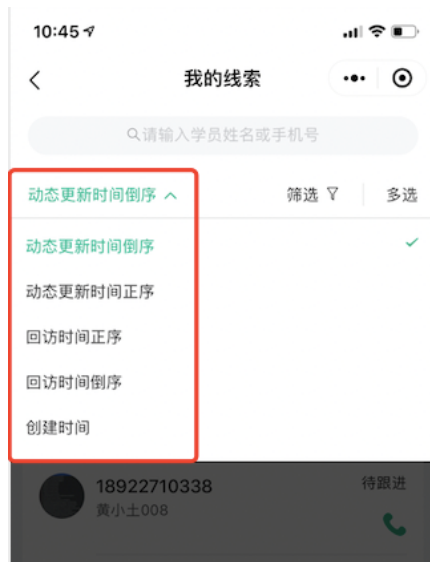 10:45
我的线索
请输入学员姓名或手机号
动态更新时间倒序
筛选
多选
动态更新时间倒序
动态更新时间正序
回访时间正序
回访时间倒序
创建时间
18922710338
待跟进
黄小土008